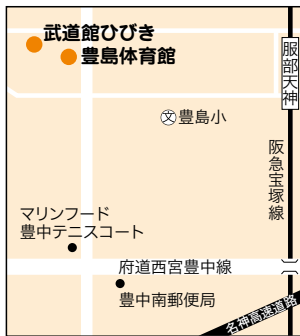 武道館ひびき
豊島体育館
服部天神
文豊島小
阪急宝塚線
マリンフード
豊中テニスコート
府道西宮豊中線
豊中南郵便局
名神高速道路